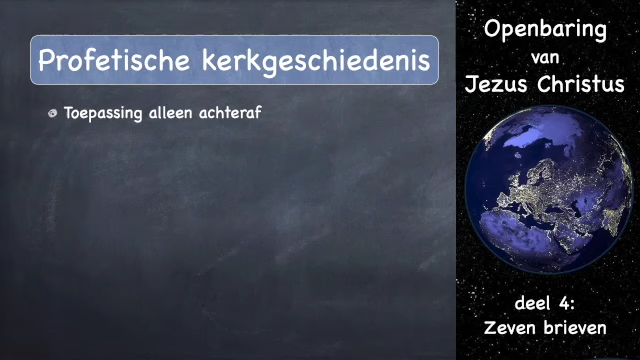 Profetische kerkgeschiedenis
Toepassing alleen achteraf
Openbaring
van
Jezus Christus
deel 4:
Zeven brieven